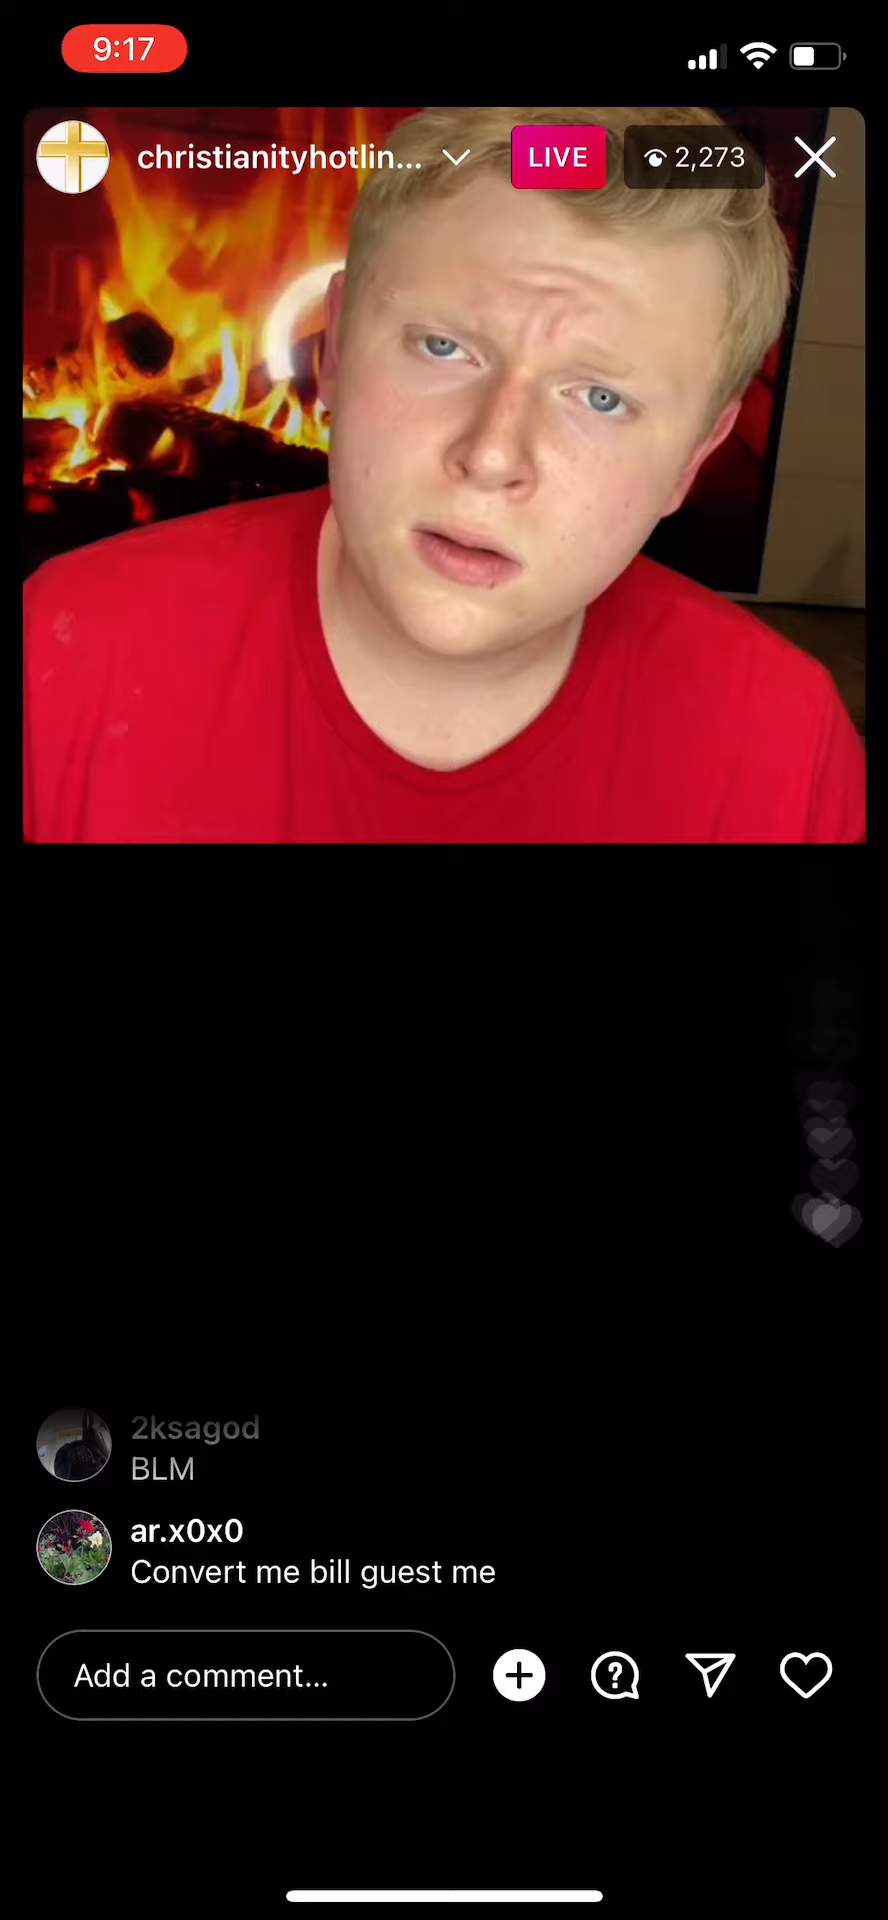 9:17
christianityhotlin...
LIVE
2,273
2ksagod
BLM
ar.x0x0
Convert me bill guest me
Add a comment...